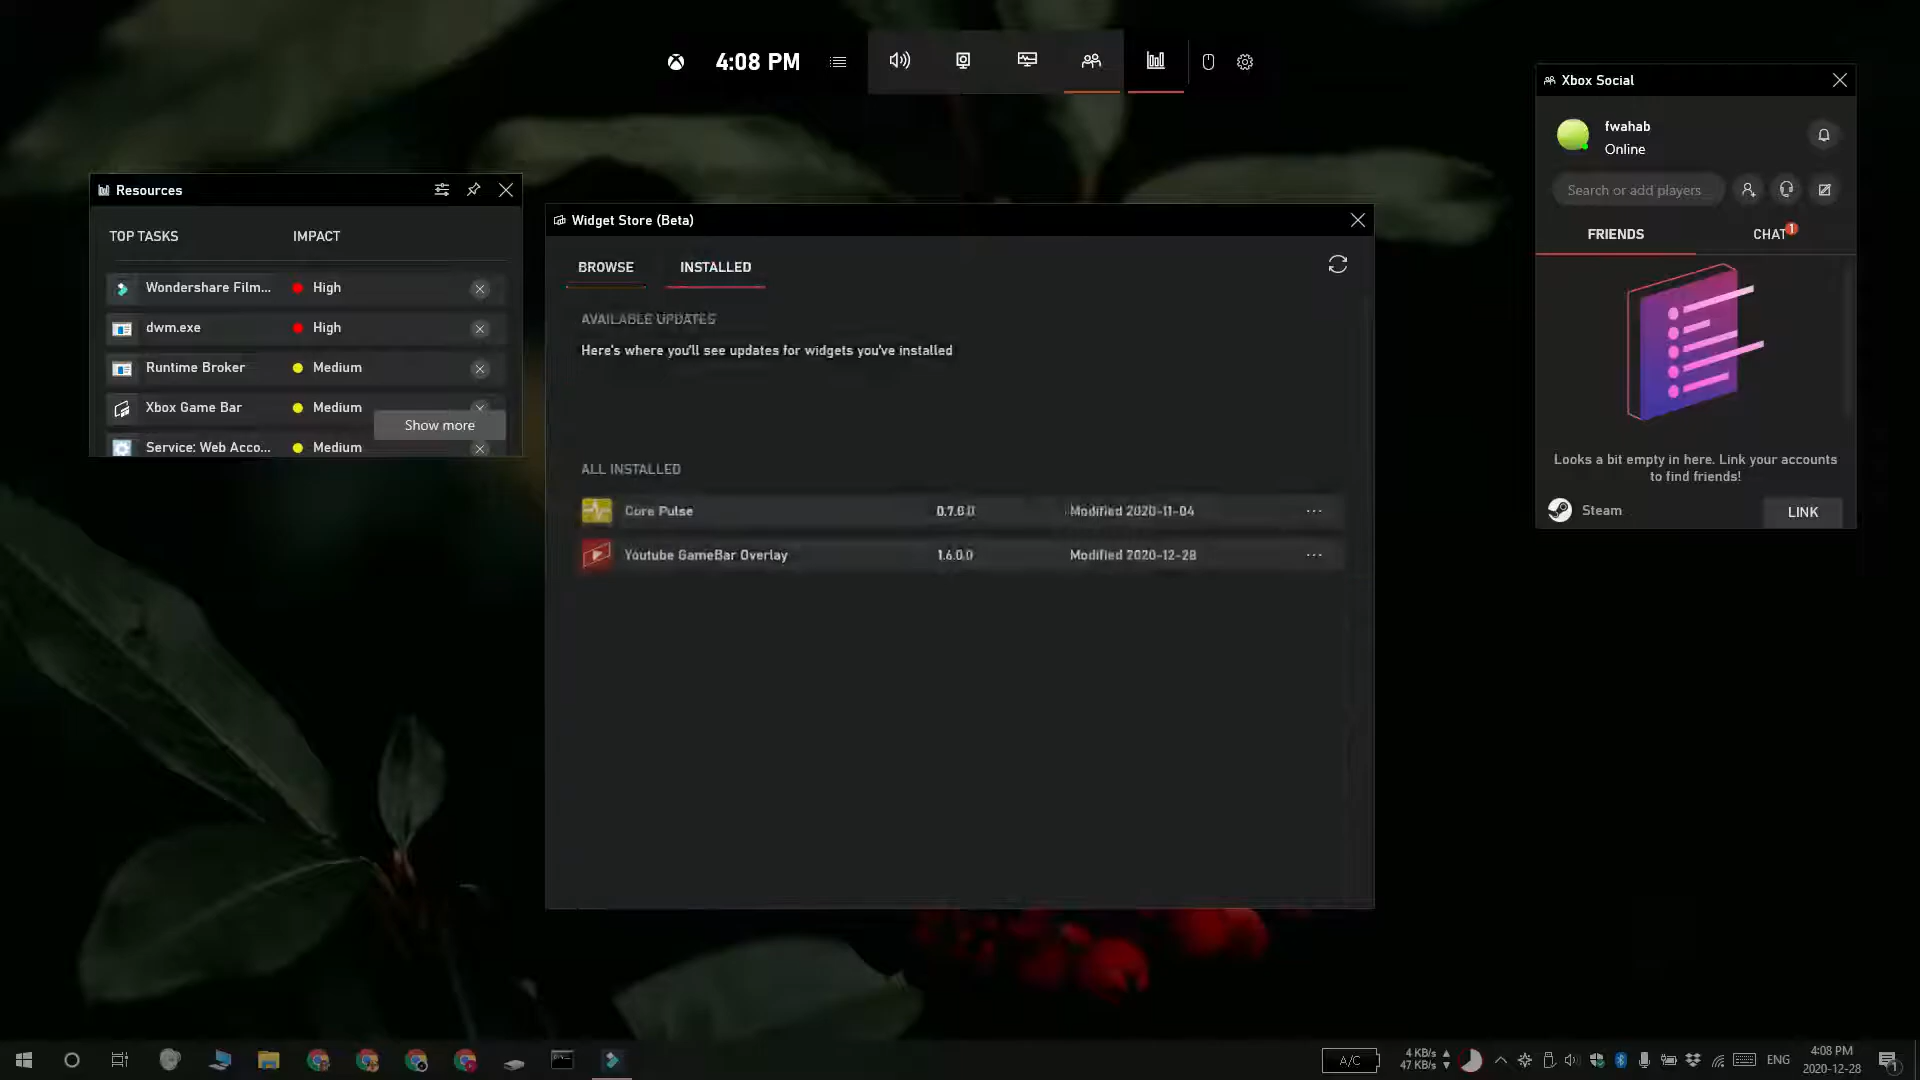 4:08 PM
Xbox Social
fwahab
Online
Search or add players...
FRIENDS
CHAT 1
Looks a bit empty in here. Link your accounts
to find friends!
Steam
LINK
Resources
TOP TASKS IMPACT
Wondershare Film... High
dwm.exe High
Runtime Broker Medium
Xbox Game Bar Medium
Show more
Service: Web Acco... Medium
Widget Store (Beta)
BROWSE INSTALLED
AVAILABLE UPDATES
Here's where you'll see updates for widgets you've installed
ALL INSTALLED
Core Pulse 0.7.0.0 Modified 2020-11-04 ...
Youtube GameBar Overlay 1.6.0.0 Modified 2020-12-28 ...
A/C
4 KB/s
47 KB/s
ENG
4:08 PM
2020-12-28
1